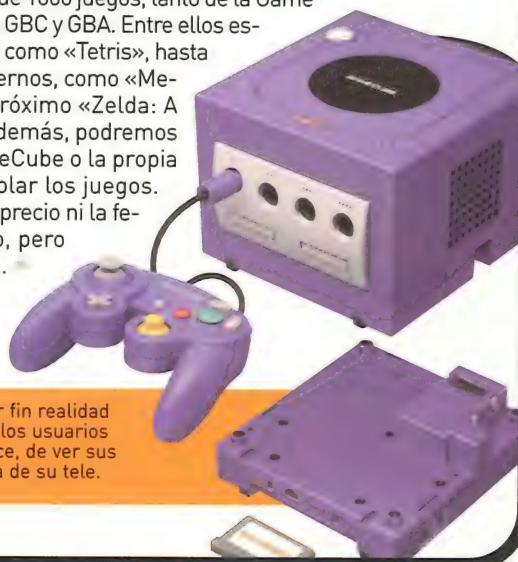 de 1000 juegos, tanto de la Game
GBC y GBA. Entre ellos es-
como «Tetris», hasta
ernos, como «Me-
róximo «Zelda: A
demás, podremos
eCube o la propia
olar los juegos.
precio ni la fe-
o, pero
r fin realidad
los usuarios
ce, de ver sus
a de su tele.